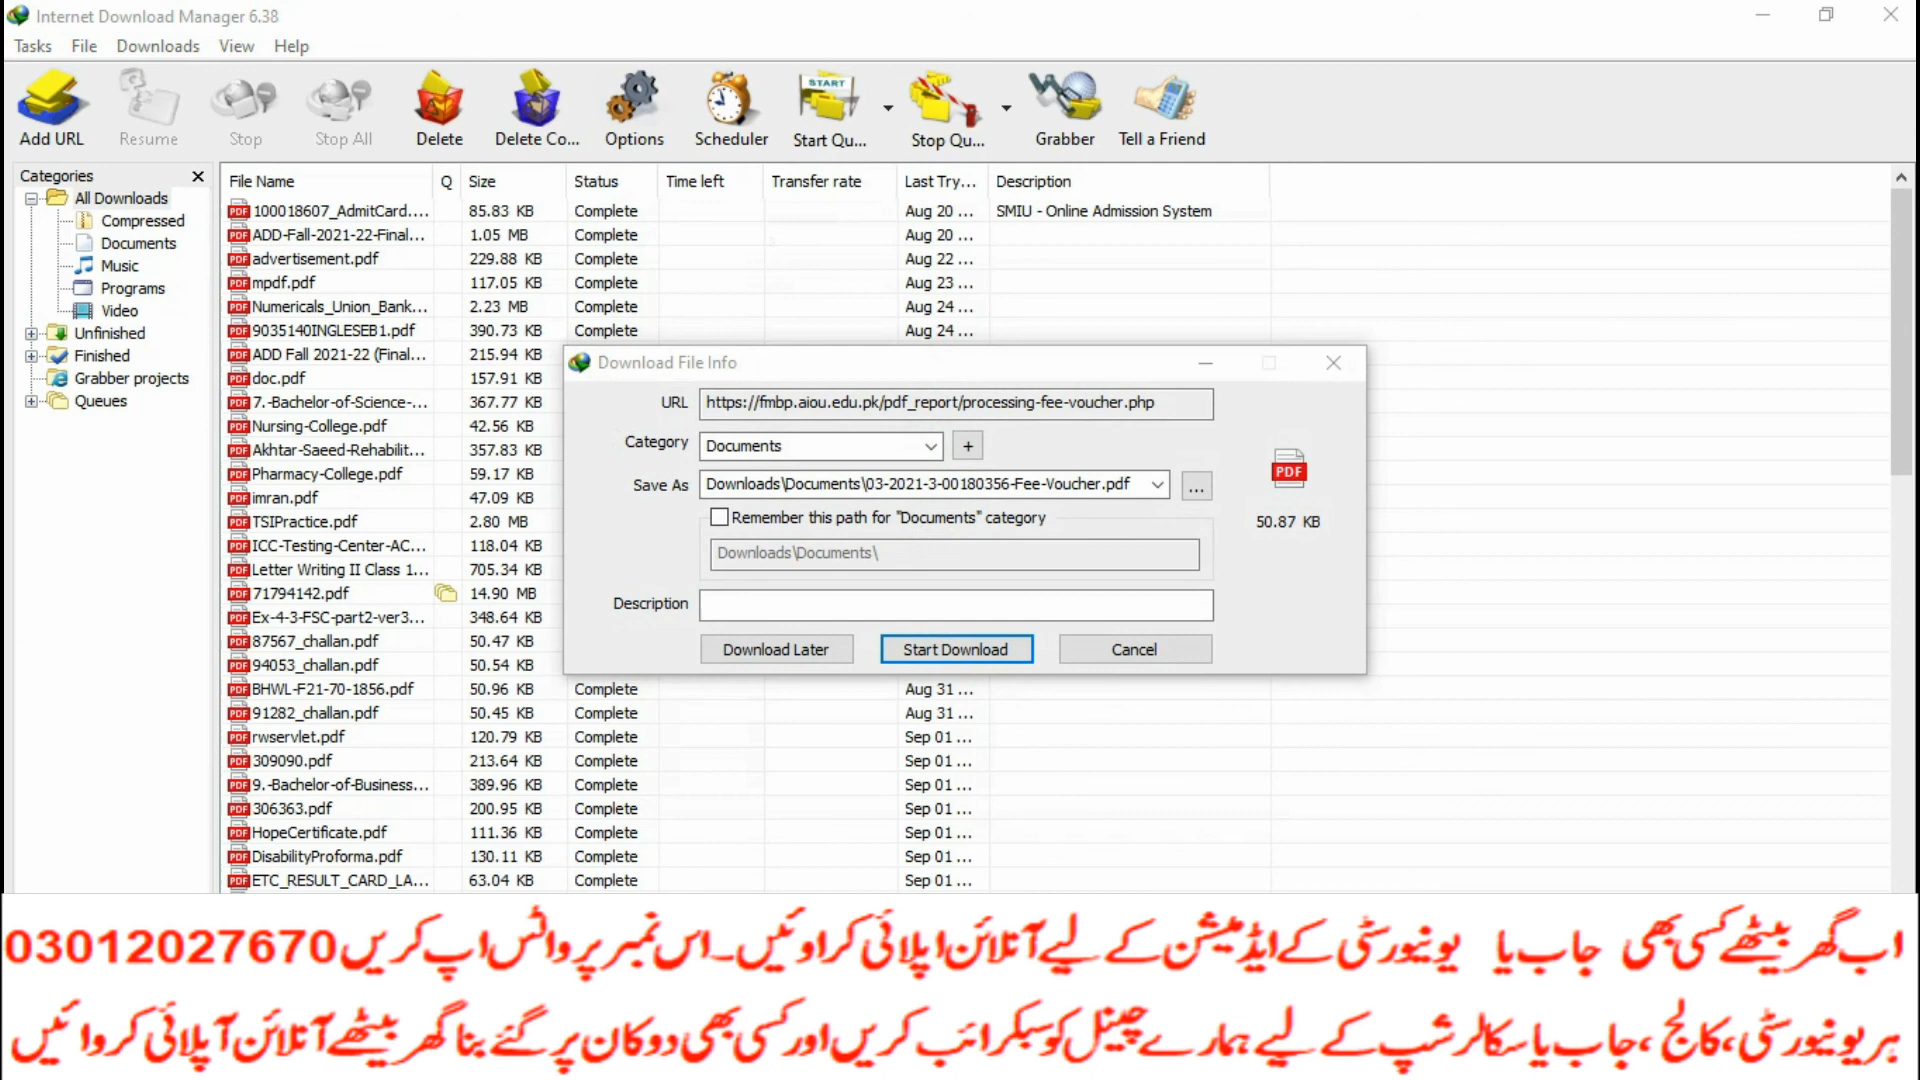 Internet Download Manager 6.38
Tasks File Downloads View Help
Add URL Resume Stop Stop All Delete Delete Co... Options Scheduler Start Qu... Stop Qu... Grabber Tell a Friend
START
Categories
All Downloads
Compressed
Documents
Music
Programs
Video
Unfinished
Finished
Grabber projects
Queues
File Name Q Size Status Time left Transfer rate Last Try... Description
100018607_AdmitCard.... 85.83 KB Complete Aug 20 ... SMIU - Online Admission System
ADD-Fall-2021-22-Final... 1.05 MB Complete Aug 20 ...
advertisement.pdf 229.88 KB Complete Aug 22 ...
mpdf.pdf 117.05 KB Complete Aug 23 ...
Numericals_Union_Bank... 2.23 MB Complete Aug 24 ...
9035140INGLESEB1.pdf 390.73 KB Complete Aug 24 ...
ADD Fall 2021-22 (Final... 215.94 KB
doc.pdf 157.91 KB
7.-Bachelor-of-Science-... 367.77 KB
Nursing-College.pdf 42.56 KB
Akhtar-Saeed-Rehabilit... 357.83 KB
Pharmacy-College.pdf 59.17 KB
imran.pdf 47.09 KB
TSIPractice.pdf 2.80 MB
ICC-Testing-Center-AC... 118.04 KB
Letter Writing II Class 1... 705.34 KB
71794142.pdf 14.90 MB
Ex-4-3-FSC-part2-ver3... 348.64 KB
87567_challan.pdf 50.47 KB
94053_challan.pdf 50.54 KB
BHWL-F21-70-1856.pdf 50.96 KB Complete Aug 31 ...
91282_challan.pdf 50.45 KB Complete Aug 31 ...
rwservlet.pdf 120.79 KB Complete Sep 01 ...
309090.pdf 213.64 KB Complete Sep 01 ...
9.-Bachelor-of-Business... 389.96 KB Complete Sep 01 ...
306363.pdf 200.95 KB Complete Sep 01 ...
HopeCertificate.pdf 111.36 KB Complete Sep 01 ...
DisabilityProforma.pdf 130.11 KB Complete Sep 01 ...
ETC_RESULT_CARD_LA... 63.04 KB Complete Sep 01 ...
Download File Info
URL https://fmbp.aiou.edu.pk/pdf_report/processing-fee-voucher.php
Category Documents +
Save As Downloads\Documents\03-2021-3-00180356-Fee-Voucher.pdf ...
PDF
50.87 KB
Remember this path for "Documents" category
Downloads\Documents\
Description
Download Later Start Download Cancel
اب گھر بیٹھے کسی بھی جاب یا یونیورسٹی کے ایڈمیشن کے لیے آنلائن اپلائی کراوئیں۔اس نمبر پر واٹس اپ کریں 03012027670
ہر یونیورسٹی، کالج ،جاب یا سکالرشپ کے لیے ہمارے چینل کو سبکرائب کریں اور کسی بھی دوکان پر گئے بنا گھر بیٹھے آنلائن آپلائی کروائیں